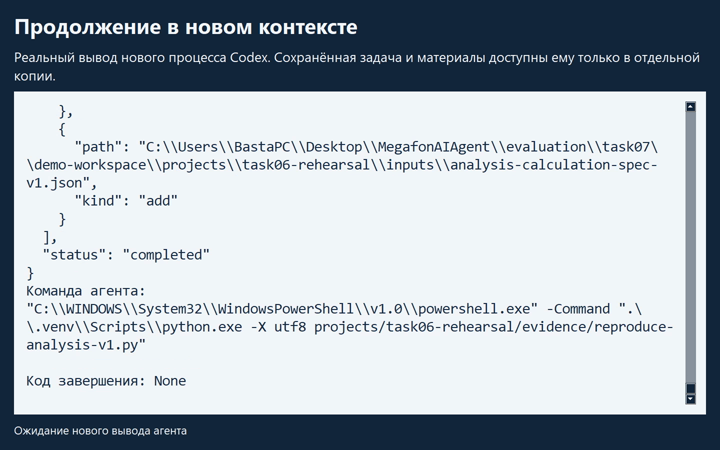 Продолжение в новом контексте
Реальный вывод нового процесса Codex. Сохранённая задача и материалы доступны ему только в отдельной
копии.
    },
    {
      "path": "C:\\Users\\BastaPC\\Desktop\\MegafonAIAgent\\evaluation\\task07\
\demo-workspace\\projects\\task06-rehearsal\\inputs\\analysis-calculation-spec-
v1.json",
      "kind": "add"
    }
  ],
  "status": "completed"
}
Команда агента:
"C:\\WINDOWS\\System32\\WindowsPowerShell\\v1.0\\powershell.exe" -Command ".\
\.venv\\Scripts\\python.exe -X utf8 projects/task06-rehearsal/evidence/reproduce-
analysis-v1.py"

Код завершения: None
Ожидание нового вывода агента